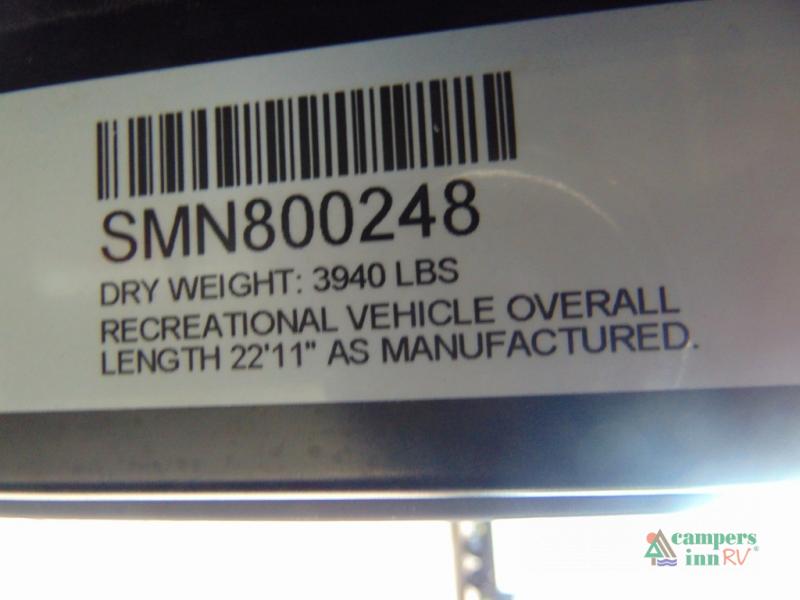 SMN800248
DRY WEIGHT: 3940 LBS
RECREATIONAL VEHICLE OVERALL
LENGTH 22'11" AS MANUFACTURED.
campers
inn RV®